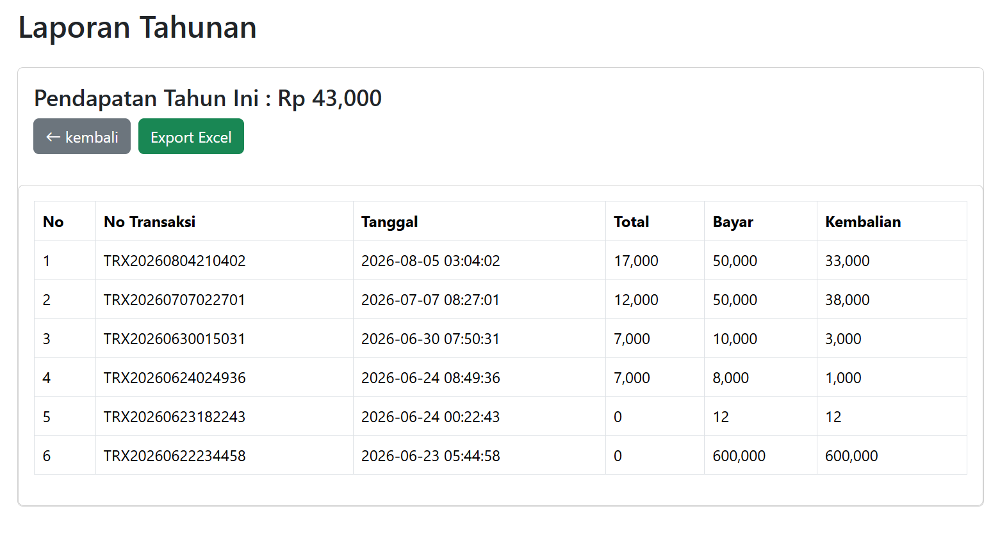 Laporan Tahunan
Pendapatan Tahun Ini : Rp 43,000
← kembali Export Excel
No No Transaksi Tanggal Total Bayar Kembalian
1 TRX20260804210402 2026-08-05 03:04:02 17,000 50,000 33,000
2 TRX20260707022701 2026-07-07 08:27:01 12,000 50,000 38,000
3 TRX20260630015031 2026-06-30 07:50:31 7,000 10,000 3,000
4 TRX20260624024936 2026-06-24 08:49:36 7,000 8,000 1,000
5 TRX20260623182243 2026-06-24 00:22:43 0 12 12
6 TRX20260622234458 2026-06-23 05:44:58 0 600,000 600,000